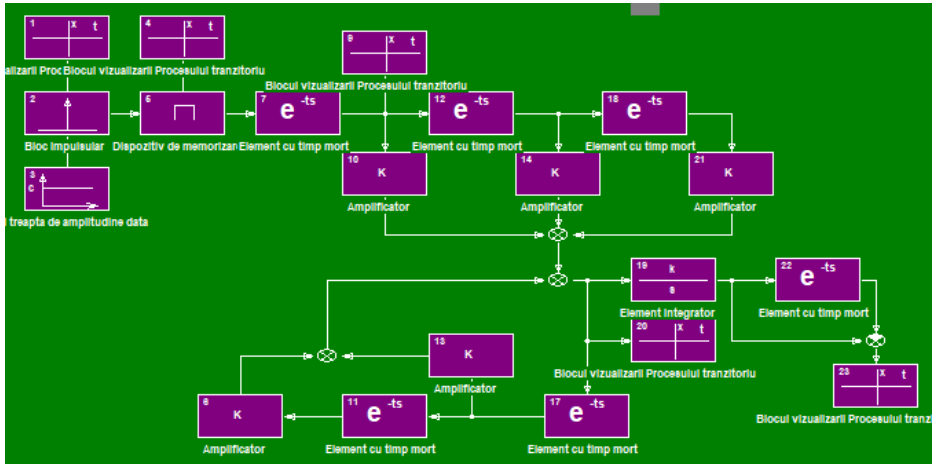 1 x t
4 x t
9 x t
alizarii Proc Blocul vizualizarii Procesului tranzitoriu
Blocul vizualizarii Procesului tranzitoriu
2
7 e -ts
12 e -ts
18 e -ts
Bloc Impulsular
Dispozitiv de memorizar
Element cu timp mort
Element cu timp mort
Element cu timp mort
3 C
10 K
14 K
21 K
l treapta de amplitudine data
Amplificator
Amplificator
Amplificator
19 k s
22 e -ts
Element Integrator
Element cu timp mort
20 x t
13 K
Blocul vizualizarii Procesului tranzitoriu
23 x t
Amplificator
K
11 e -ts
17 e -ts
Blocul vizualizarii Procesului tranzi
Amplificator
Element cu timp mort
Element cu timp mort